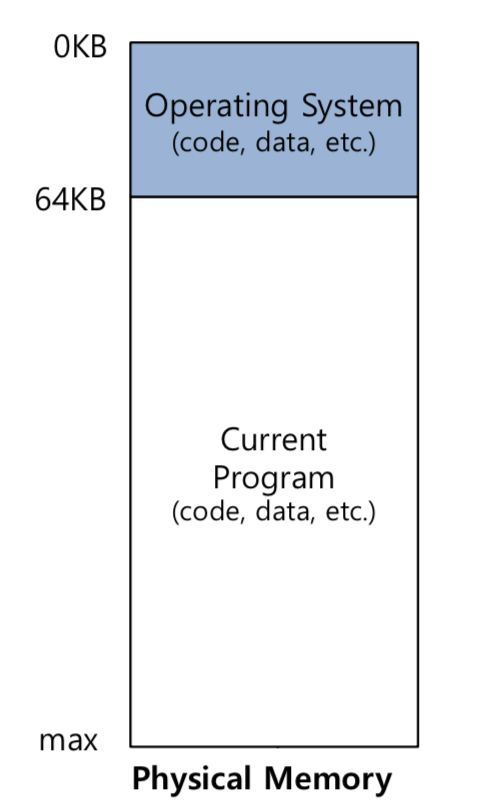 0KB
Operating System
(code, data, etc.)
64KB
Current
Program
(code, data, etc.)
max
Physical Memory